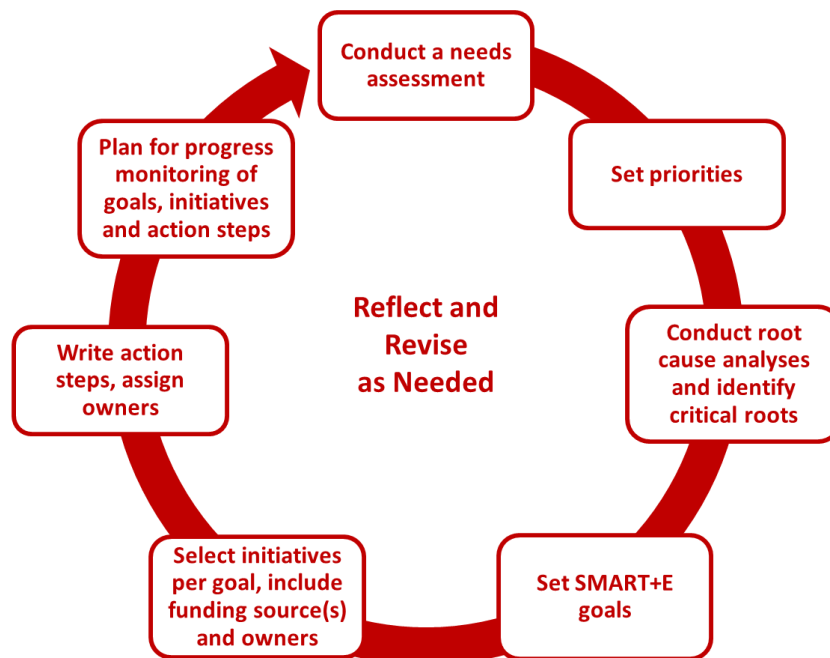 Conduct a needs
assessment
Set priorities
Conduct root
cause analyses
and identify
critical roots
Set SMART+E
goals
Select initiatives
per goal, include
funding source(s)
and owners
Write action
steps, assign
owners
Plan for progress
monitoring of
goals, initiatives
and action steps
Reflect and
Revise
as Needed